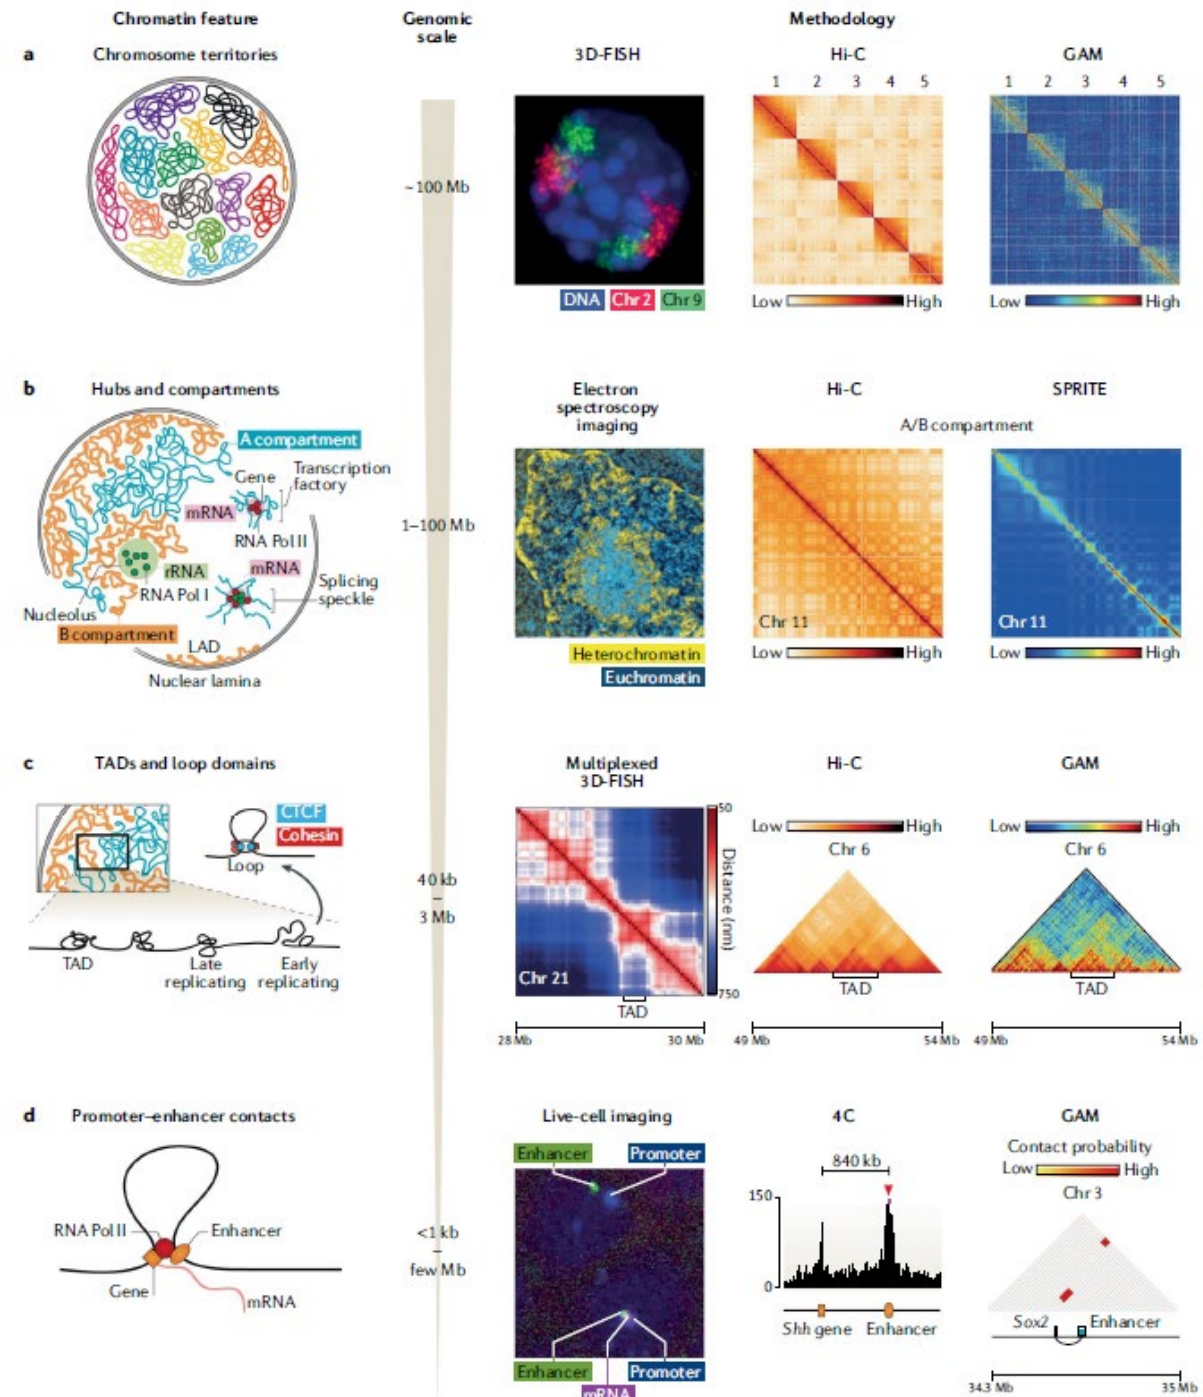 Chromatin feature
Genomic
scale
Methodology
a
Chromosome territories
3D-FISH
Hi-C
GAM
1 2 3 4 5
1 2 3 4 5
~100 Mb
DNA
Chr 2
Chr 9
Low
High
Low
High
b
Hubs and compartments
Electron
spectroscopy
imaging
Hi-C
SPRITE
A/B compartment
A compartment
Gene
Transcription
factory
mRNA
RNA Pol II
1–100 Mb
rRNA
mRNA
RNA Pol I
Splicing
speckle
Nucleolus
B compartment
LAD
Nuclear lamina
Chr 11
Chr 11
Heterochromatin
Euchromatin
Low
High
Low
High
c
TADs and loop domains
Multiplexed
3D-FISH
Hi-C
GAM
CTCF
Cohesin
Loop
40 kb
3 Mb
TAD
Late
replicating
Early
replicating
50
Distance (nm)
750
Chr 21
TAD
28 Mb
30 Mb
Low
High
Chr 6
TAD
49 Mb
54 Mb
Low
High
Chr 6
TAD
49 Mb
54 Mb
d
Promoter–enhancer contacts
Live-cell imaging
4C
GAM
RNA Pol II
Enhancer
Gene
mRNA
<1 kb
few Mb
Enhancer
Promoter
Enhancer
Promoter
mRNA
840 kb
150
0
Shh gene
Enhancer
Contact probability
Low
High
Chr 3
Sox2
Enhancer
34.3 Mb
35 Mb